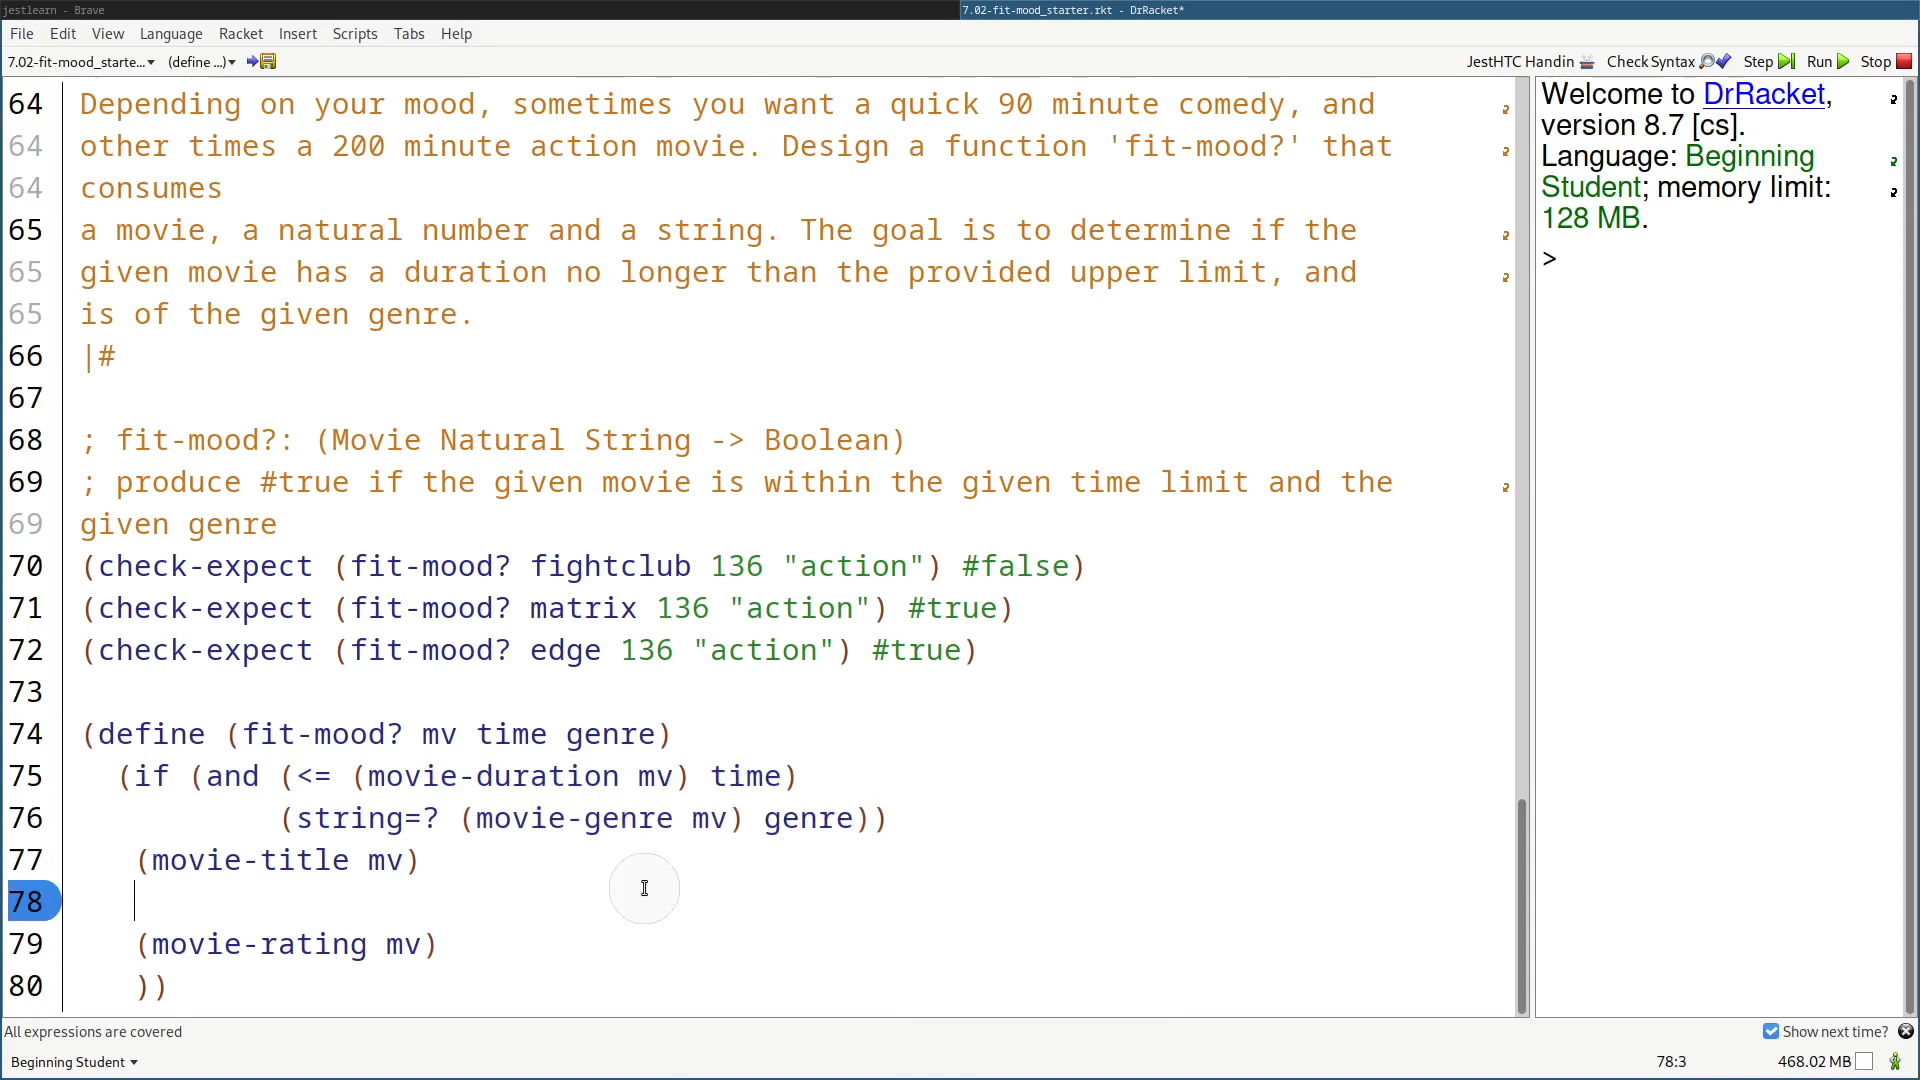 jestlearn - Brave
7.02-fit-mood_starter.rkt - DrRacket*
File Edit View Language Racket Insert Scripts Tabs Help
7.02-fit-mood_starte... (define ...) JestHTC Handin Check Syntax Step Run Stop
64 Depending on your mood, sometimes you want a quick 90 minute comedy, and
64 other times a 200 minute action movie. Design a function 'fit-mood?' that
64 consumes
65 a movie, a natural number and a string. The goal is to determine if the
65 given movie has a duration no longer than the provided upper limit, and
65 is of the given genre.
66 |#
67
68 ; fit-mood?: (Movie Natural String -> Boolean)
69 ; produce #true if the given movie is within the given time limit and the
69 given genre
70 (check-expect (fit-mood? fightclub 136 "action") #false)
71 (check-expect (fit-mood? matrix 136 "action") #true)
72 (check-expect (fit-mood? edge 136 "action") #true)
73
74 (define (fit-mood? mv time genre)
75 (if (and (<= (movie-duration mv) time)
76 (string=? (movie-genre mv) genre))
77 (movie-title mv)
78
79 (movie-rating mv)
80 ))
Welcome to DrRacket,
version 8.7 [cs].
Language: Beginning
Student; memory limit:
128 MB.
>
All expressions are covered
Show next time?
Beginning Student
78:3
468.02 MB